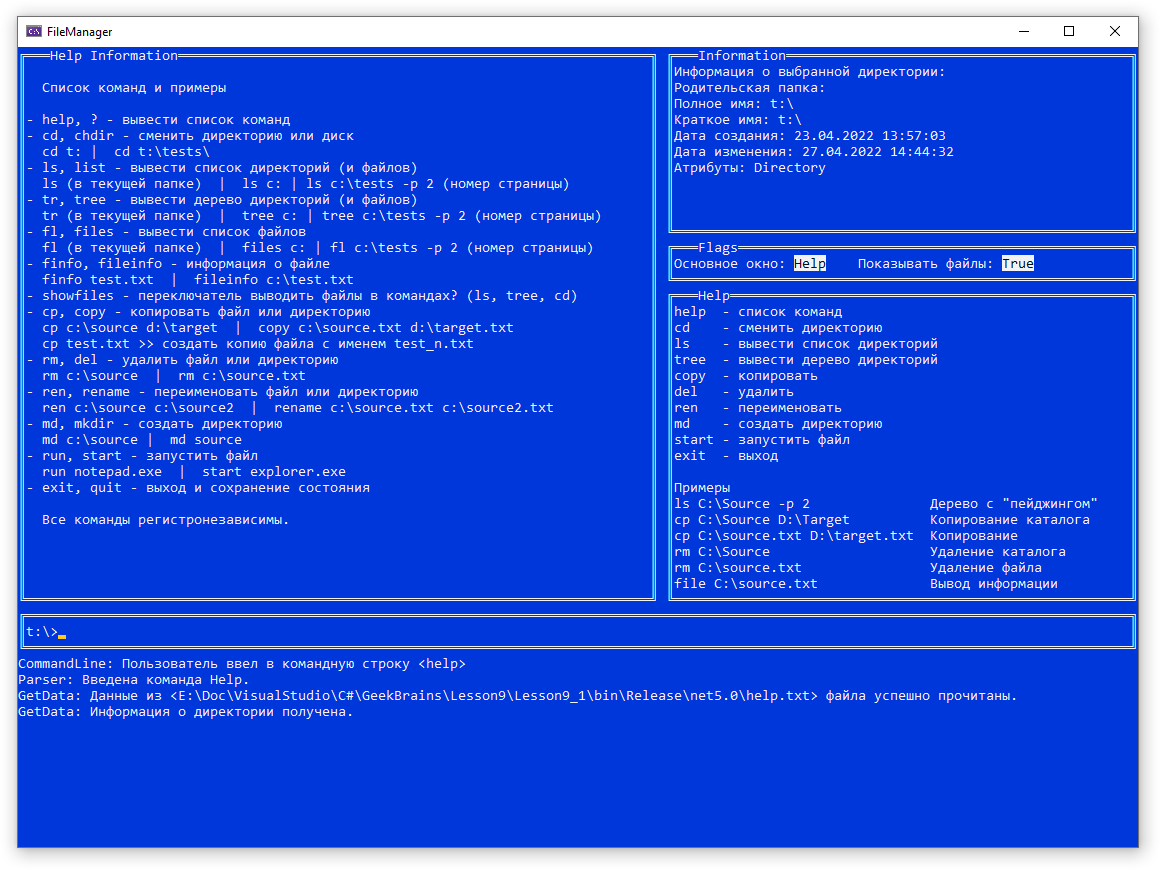 FileManager
Help Information
Список команд и примеры
- help, ? - вывести список команд
- cd, chdir - сменить директорию или диск
cd t: |  cd t:\tests\
- ls, list - вывести список директорий (и файлов)
ls (в текущей папке)  |  ls c: | ls c:\tests -p 2 (номер страницы)
- tr, tree - вывести дерево директорий (и файлов)
tr (в текущей папке)  |  tree c: | tree c:\tests -p 2 (номер страницы)
- fl, files - вывести список файлов
fl (в текущей папке)  |  files c: | fl c:\tests -p 2 (номер страницы)
- finfo, fileinfo - информация о файле
finfo test.txt  |  fileinfo c:\test.txt
- showfiles - переключатель выводить файлы в командах? (ls, tree, cd)
- cp, copy - копировать файл или директорию
cp c:\source d:\target  |  copy c:\source.txt d:\target.txt
cp test.txt >> создать копию файла с именем test_n.txt
- rm, del - удалить файл или директорию
rm c:\source  |  rm c:\source.txt
- ren, rename - переименовать файл или директорию
ren c:\source c:\source2  |  rename c:\source.txt c:\source2.txt
- md, mkdir - создать директорию
md c:\source |  md source
- run, start - запустить файл
run notepad.exe  |  start explorer.exe
- exit, quit - выход и сохранение состояния
Все команды регистронезависимы.
Information
Информация о выбранной директории:
Родительская папка:
Полное имя: t:\
Краткое имя: t:\
Дата создания: 23.04.2022 13:57:03
Дата изменения: 27.04.2022 14:44:32
Атрибуты: Directory
Flags
Основное окно: Help    Показывать файлы: True
Help
help  - список команд
cd    - сменить директорию
ls    - вывести список директорий
tree  - вывести дерево директорий
copy  - копировать
del   - удалить
ren   - переименовать
md    - создать директорию
start - запустить файл
exit  - выход
Примеры
ls C:\Source -p 2               Дерево с "пейджингом"
cp C:\Source D:\Target          Копирование каталога
cp C:\source.txt D:\target.txt  Копирование
rm C:\Source                    Удаление каталога
rm C:\source.txt                Удаление файла
file C:\source.txt              Вывод информации
t:\>
CommandLine: Пользователь ввел в командную строку <help>
Parser: Введена команда Help.
GetData: Данные из <E:\Doc\VisualStudio\C#\GeekBrains\Lesson9\Lesson9_1\bin\Release\net5.0\help.txt> файла успешно прочитаны.
GetData: Информация о директории получена.